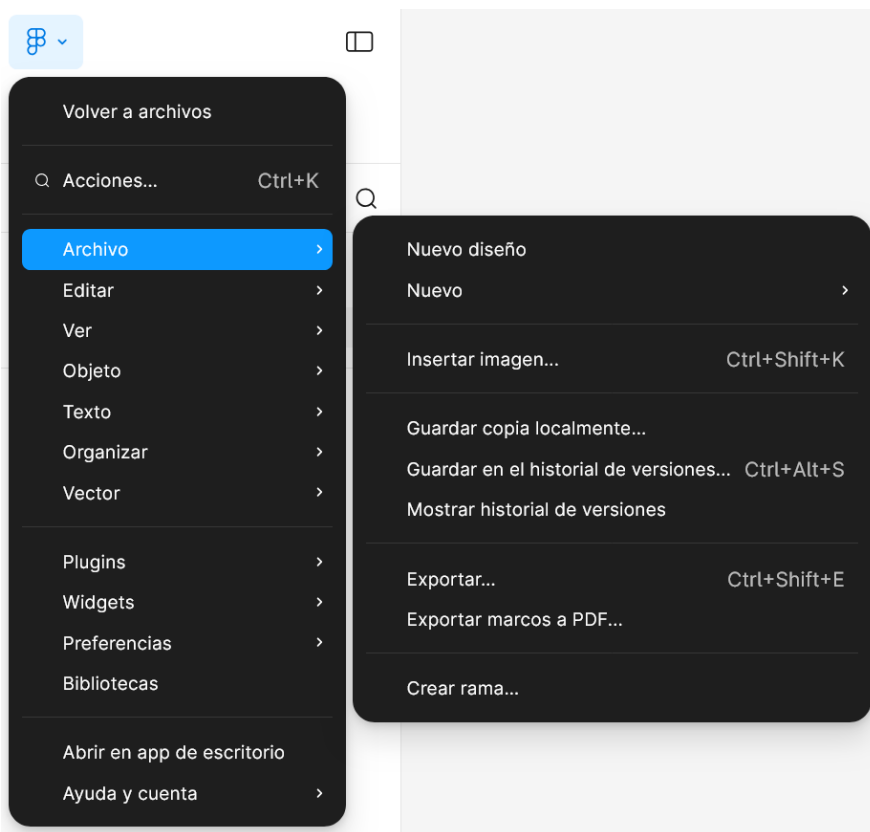 Volver a archivos
Acciones... Ctrl+K
Archivo
Editar
Ver
Objeto
Texto
Organizar
Vector
Plugins
Widgets
Preferencias
Bibliotecas
Abrir en app de escritorio
Ayuda y cuenta
Nuevo diseño
Nuevo
Insertar imagen... Ctrl+Shift+K
Guardar copia localmente...
Guardar en el historial de versiones... Ctrl+Alt+S
Mostrar historial de versiones
Exportar... Ctrl+Shift+E
Exportar marcos a PDF...
Crear rama...